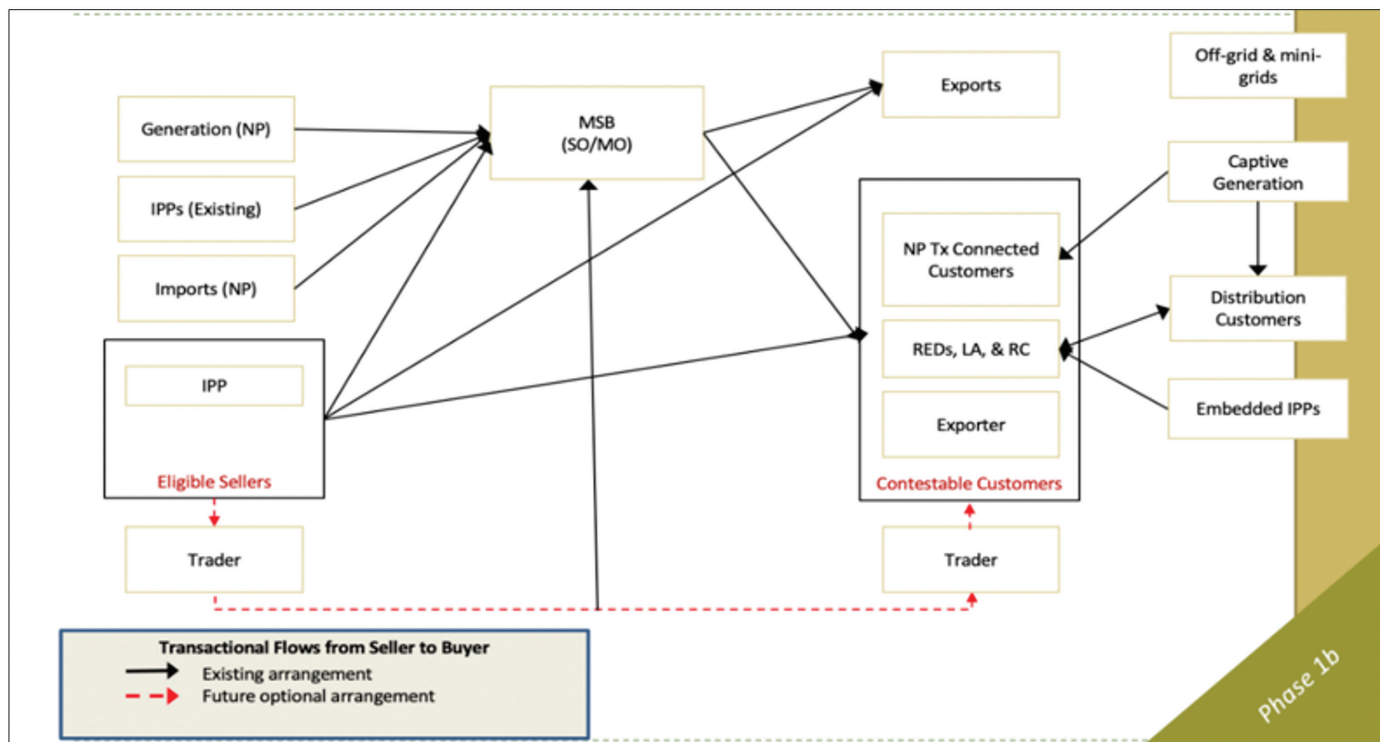 Off-grid & mini-
grids
Exports
MSB
(SO/MO)
Generation (NP)
Captive
Generation
IPPs (Existing)
NP Tx Connected
Customers
Imports (NP)
Distribution
Customers
REDs, LA, & RC
IPP
Embedded IPPs
Exporter
Eligible Sellers
Contestable Customers
Trader
Trader
Transactional Flows from Seller to Buyer
Existing arrangement
Future optional arrangement
Phase 1b